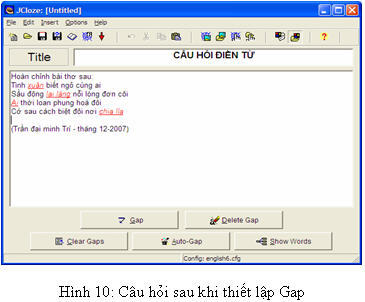 JCloze: [Untitled]
File Edit Insert Options Help
Title
CÂU HỎI ĐIỀN TỪ
Hoàn chỉnh bài thơ sau:
Tình xuân biết ngõ cùng ai
Sầu đông lai láng nỗi lòng đơn côi
Ai thời loan phụng hoà đôi
Cớ sau cách biệt đôi nơi chia lìa
(Trần đại minh Trí - tháng 12-2007)
Gap
Delete Gap
Clear Gaps
Auto-Gap
Show Words
Config: english6.cfg
Hình 10: Câu hỏi sau khi thiết lập Gap